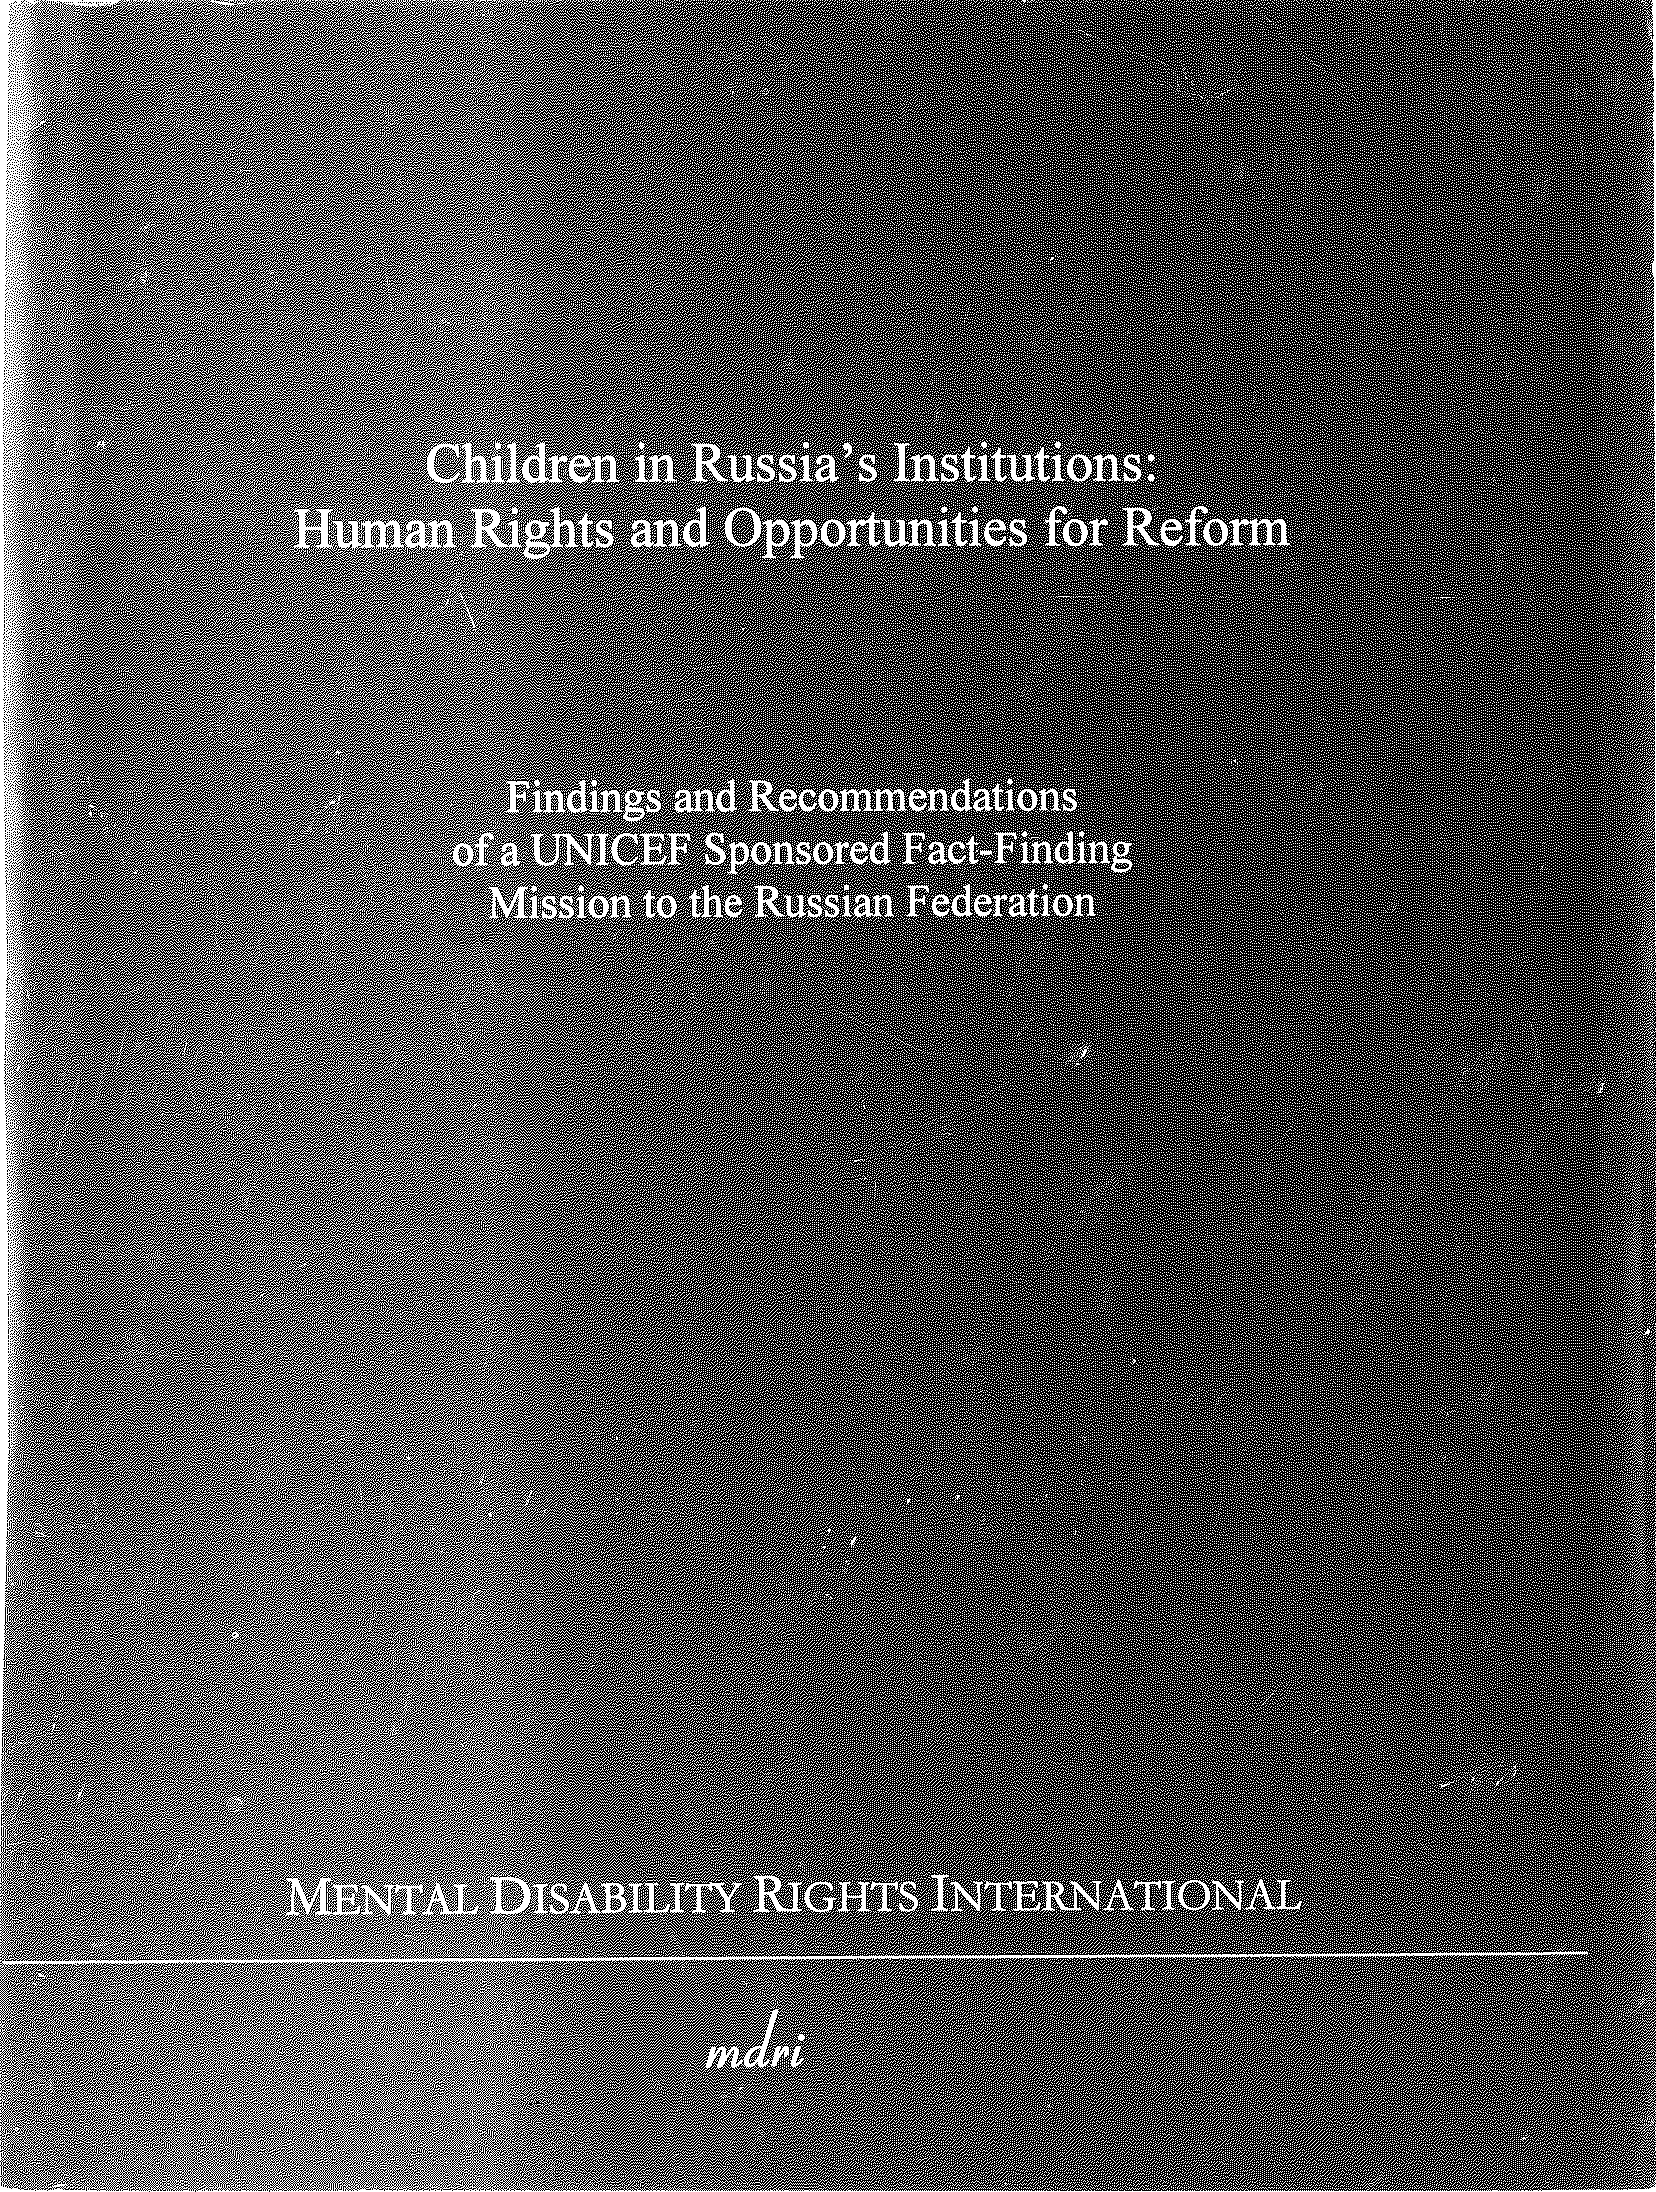 Children in Russia's Institutions:
Human Rights and Opportunities for Reform
Findings and Recommendations
of a UNICEF Sponsored Fact-Finding
Mission to the Russian Federation
MENTAL DISABILITY RIGHTS INTERNATIONAL
mdri